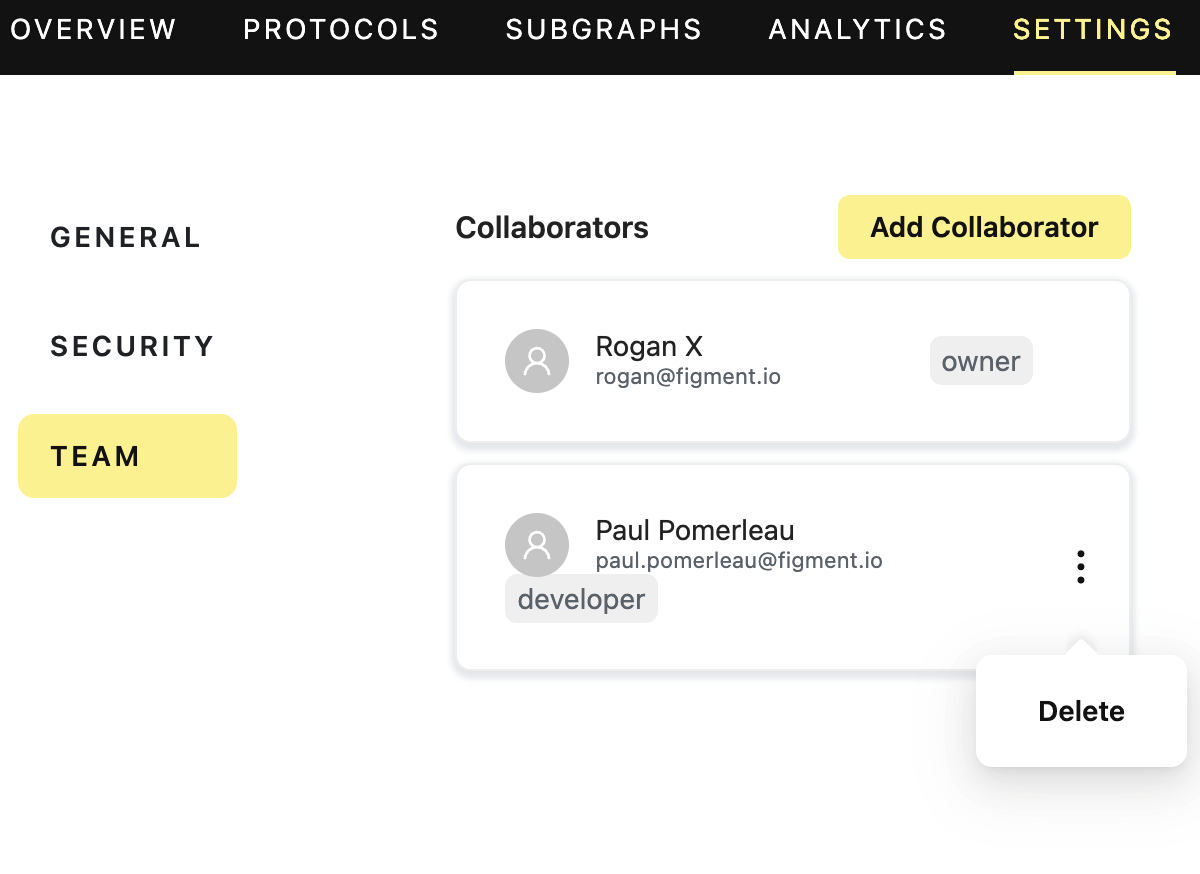 OVERVIEW PROTOCOLS SUBGRAPHS ANALYTICS SETTINGS
GENERAL
SECURITY
TEAM
Collaborators
Add Collaborator
Rogan X
rogan@figment.io
owner
Paul Pomerleau
paul.pomerleau@figment.io
developer
Delete